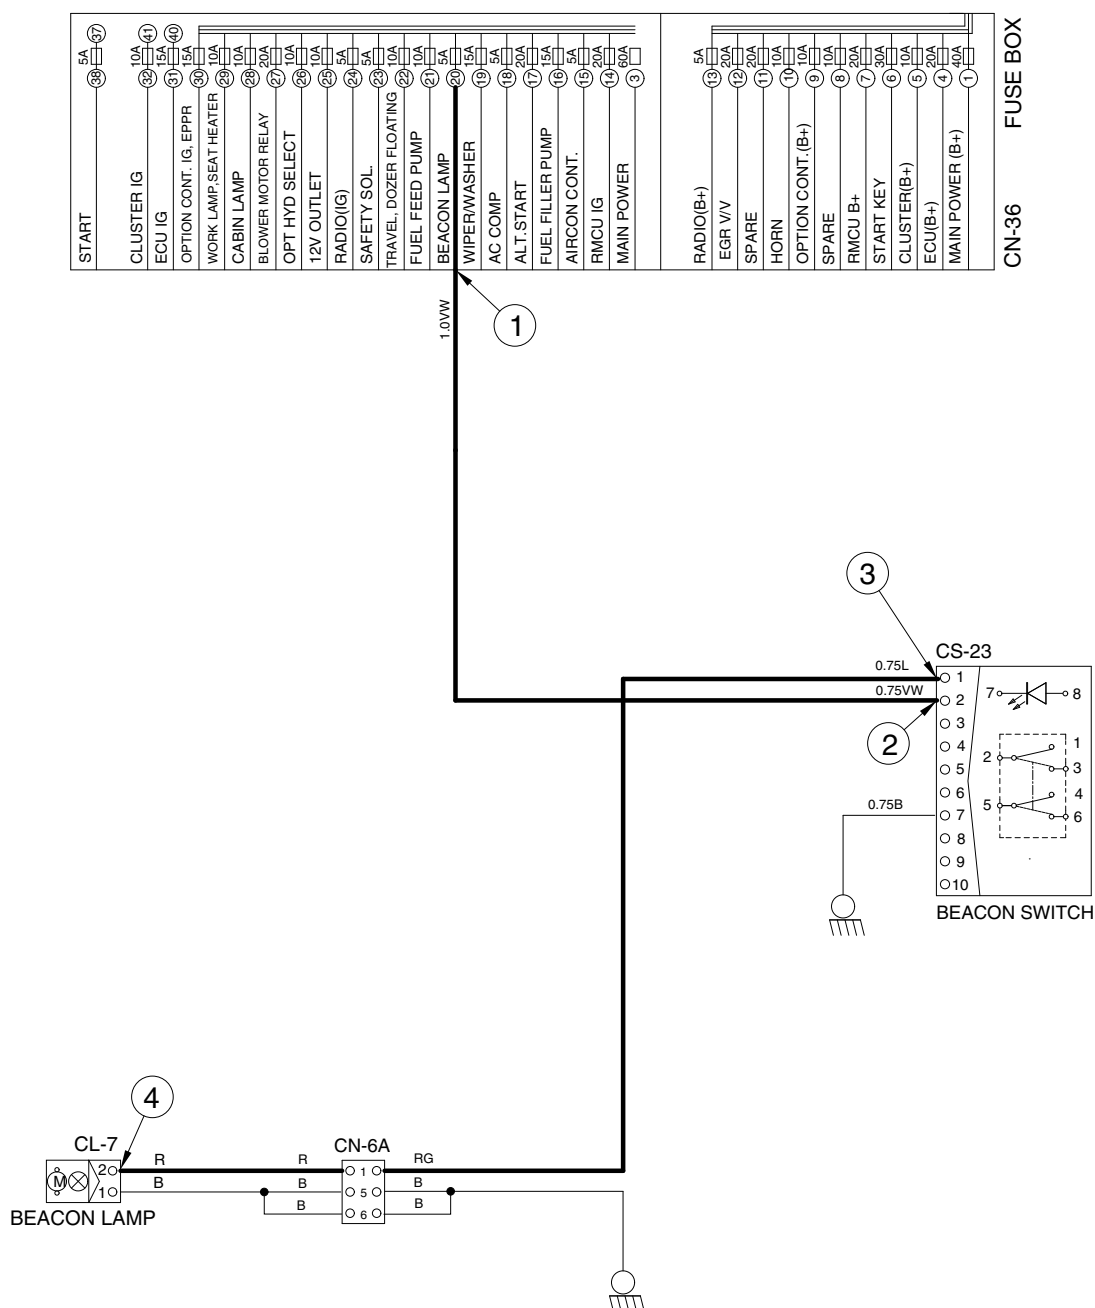 START 38 5A 37
CLUSTER IG 32 10A 41
ECU IG 31 15A 40
OPTION CONT. IG, EPPR 30 15A
WORK LAMP,SEAT HEATER 29 10A
CABIN LAMP 28 10A
BLOWER MOTOR RELAY 27 20A
OPT HYD SELECT 26 10A
12V OUTLET 25 10A
RADIO(IG) 24 5A
SAFETY SOL. 23 5A
TRAVEL, DOZER FLOATING 22 10A
FUEL FEED PUMP 21 10A
BEACON LAMP 20 5A
WIPER/WASHER 19 15A
AC COMP 18 5A
ALT.START 17 20A
FUEL FILLER PUMP 16 15A
AIRCON CONT. 15 5A
RMCU IG 14 20A
MAIN POWER 3 60A
RADIO(B+) 13 5A
EGR V/V 12 20A
SPARE 11 20A
HORN 10 10A
OPTION CONT.(B+) 9 10A
SPARE 8 10A
RMCU B+ 7 20A
START KEY 6 30A
CLUSTER(B+) 5 10A
ECU(B+) 4 20A
MAIN POWER (B+) 1 40A
CN-36 FUSE BOX
1.0VW
1
3
CS-23
0.75L
1
0.75VW
2
3
4
5
6
7
8
9
10
7 8
1
2
3
4
5
6
2
0.75B
BEACON SWITCH
4
CL-7
CN-6A
M 2 R R 1 RG
1 B B 5 B
B 6 B
BEACON LAMP